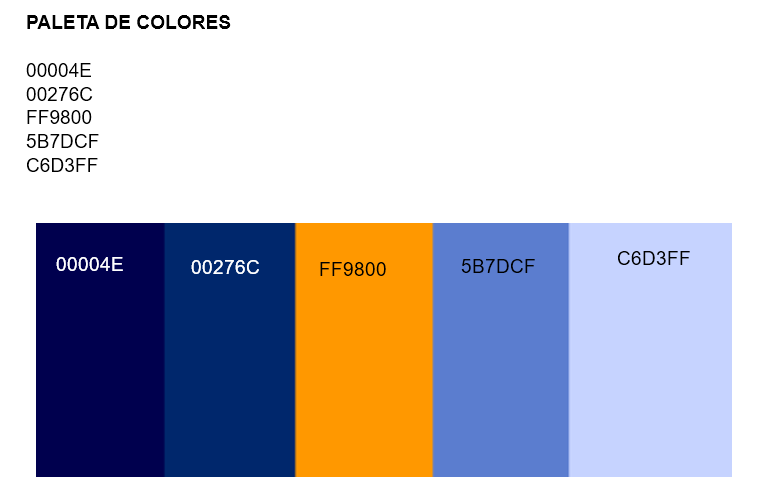 PALETA DE COLORES
00004E
00276C
FF9800
5B7DCF
C6D3FF
00004E
00276C
FF9800
5B7DCF
C6D3FF